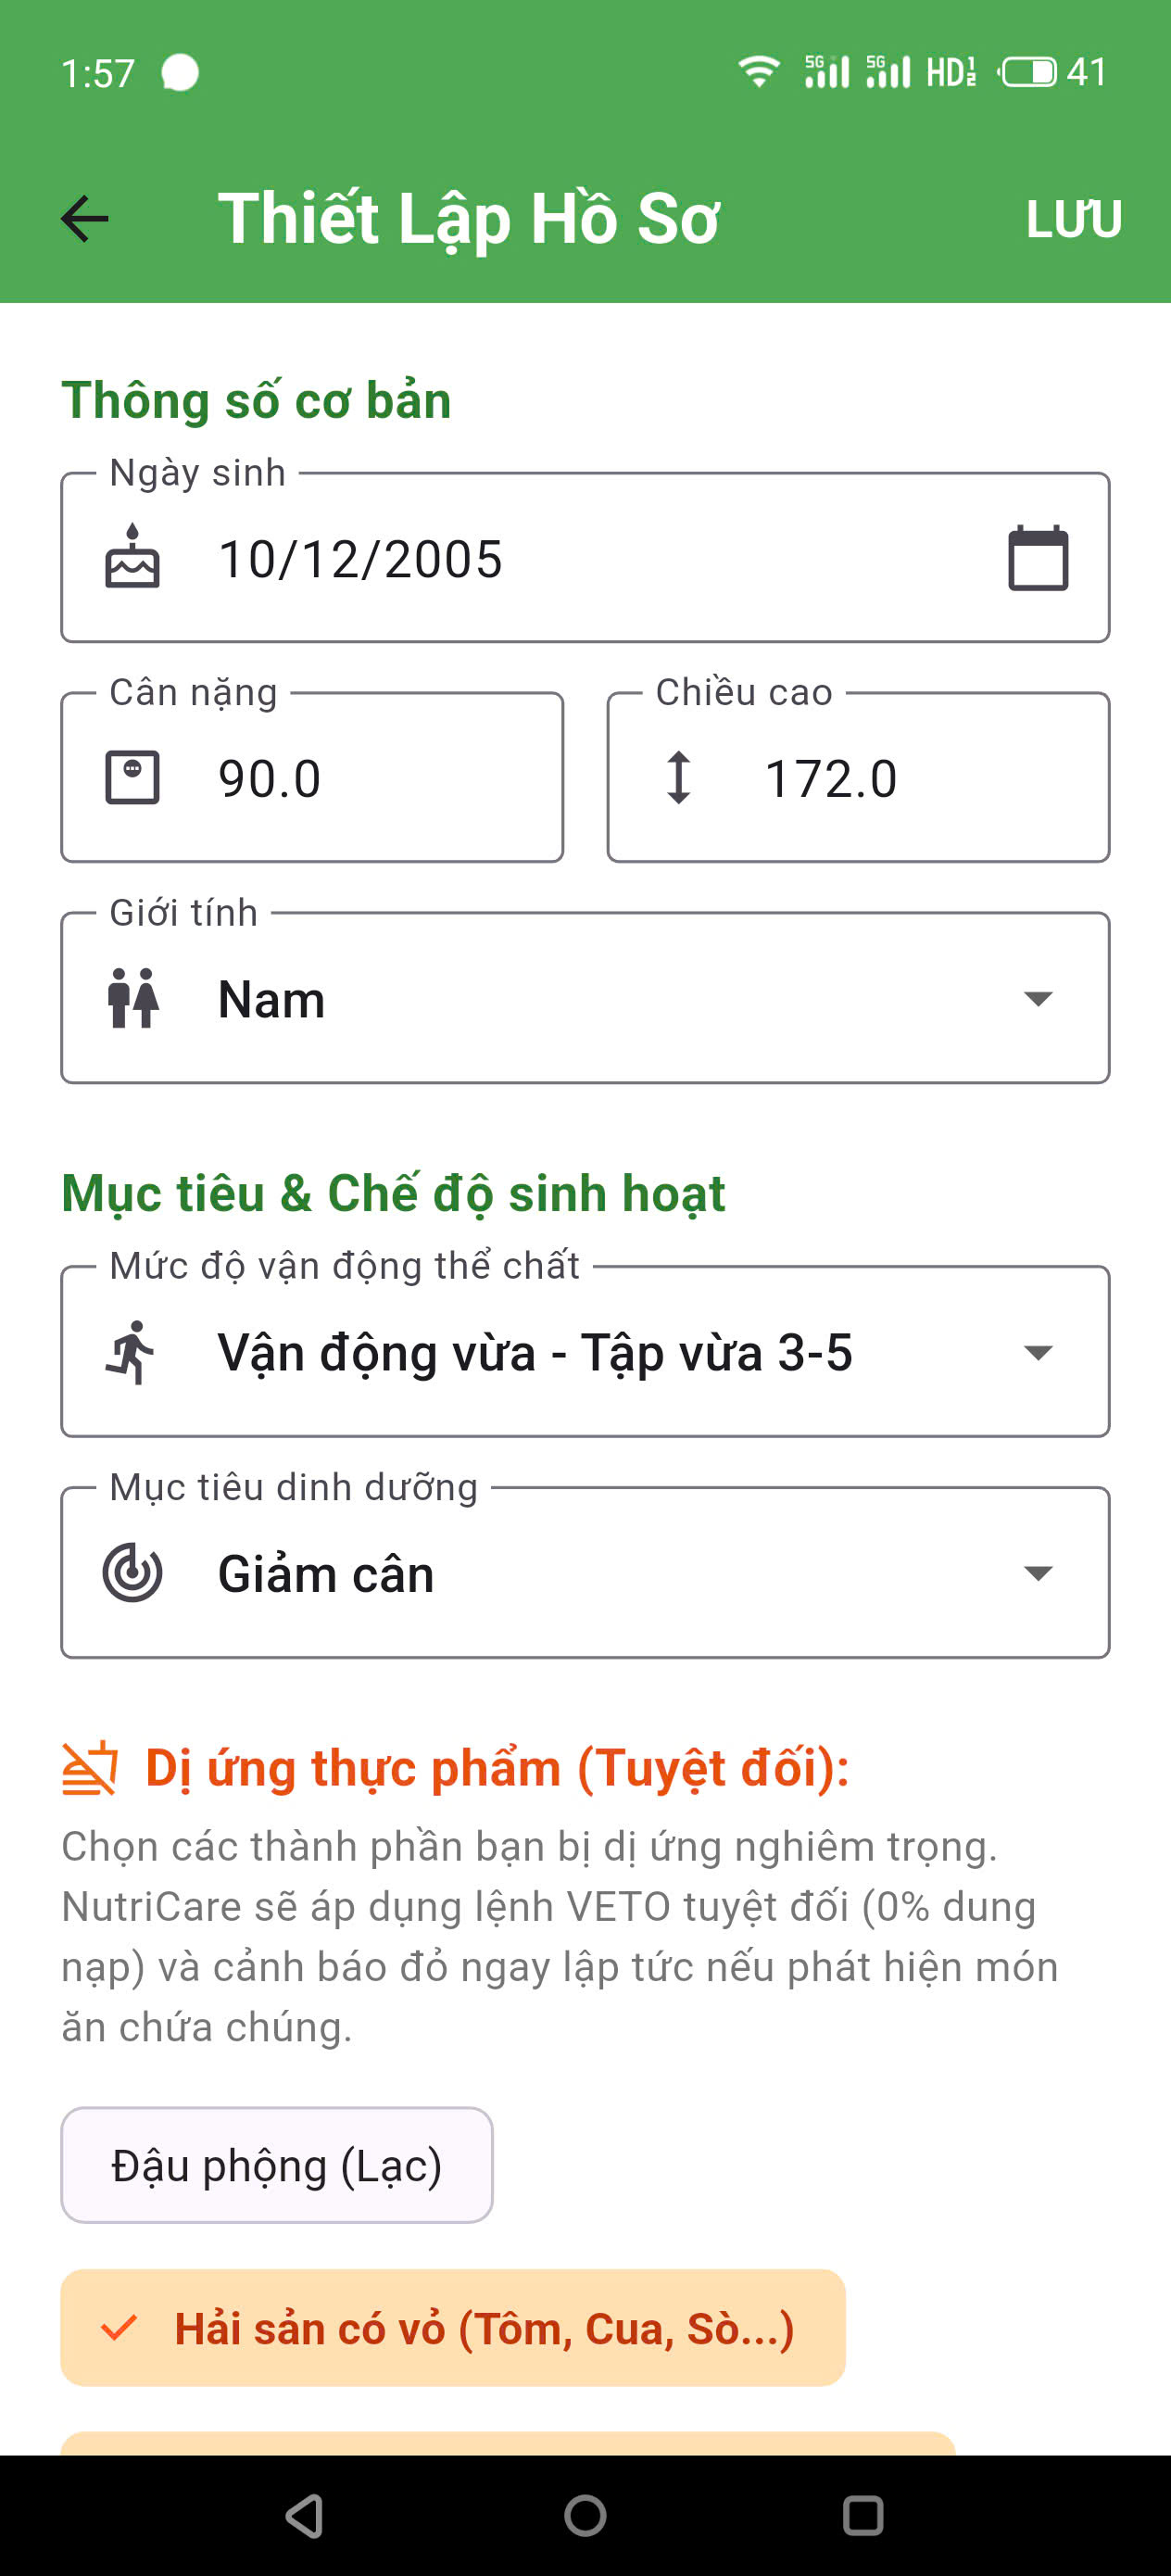 1:57 5G 5G HD 1 2 41
Thiết Lập Hồ Sơ LƯU
Thông số cơ bản
Ngày sinh
10/12/2005
Cân nặng Chiều cao
90.0 172.0
Giới tính
Nam
Mục tiêu & Chế độ sinh hoạt
Mức độ vận động thể chất
Vận động vừa - Tập vừa 3-5
Mục tiêu dinh dưỡng
Giảm cân
Dị ứng thực phẩm (Tuyệt đối):
Chọn các thành phần bạn bị dị ứng nghiêm trọng.
NutriCare sẽ áp dụng lệnh VETO tuyệt đối (0% dung
nạp) và cảnh báo đỏ ngay lập tức nếu phát hiện món
ăn chứa chúng.
Đậu phộng (Lạc)
Hải sản có vỏ (Tôm, Cua, Sò...)